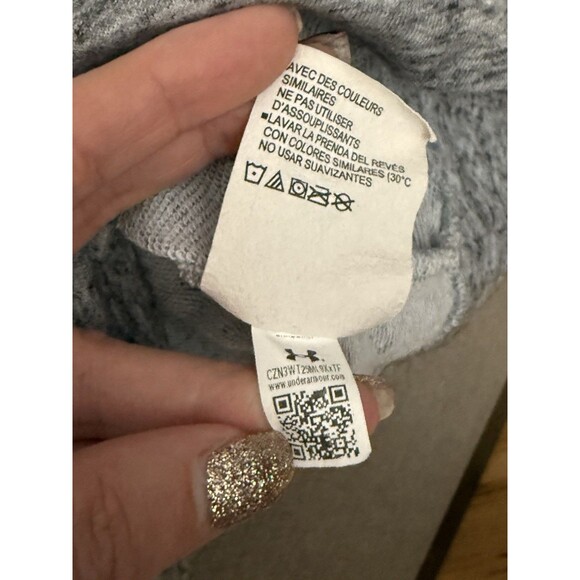 AVEC DES COULEURS
SIMILAIRES
NE PAS UTILISER
D'ASSOUPLISSANTS
▪LAVAR LA PRENDA DEL REVÉS
CON COLORES SIMILARES (30°C
NO USAR SUAVIZANTES
www.underarmour.com